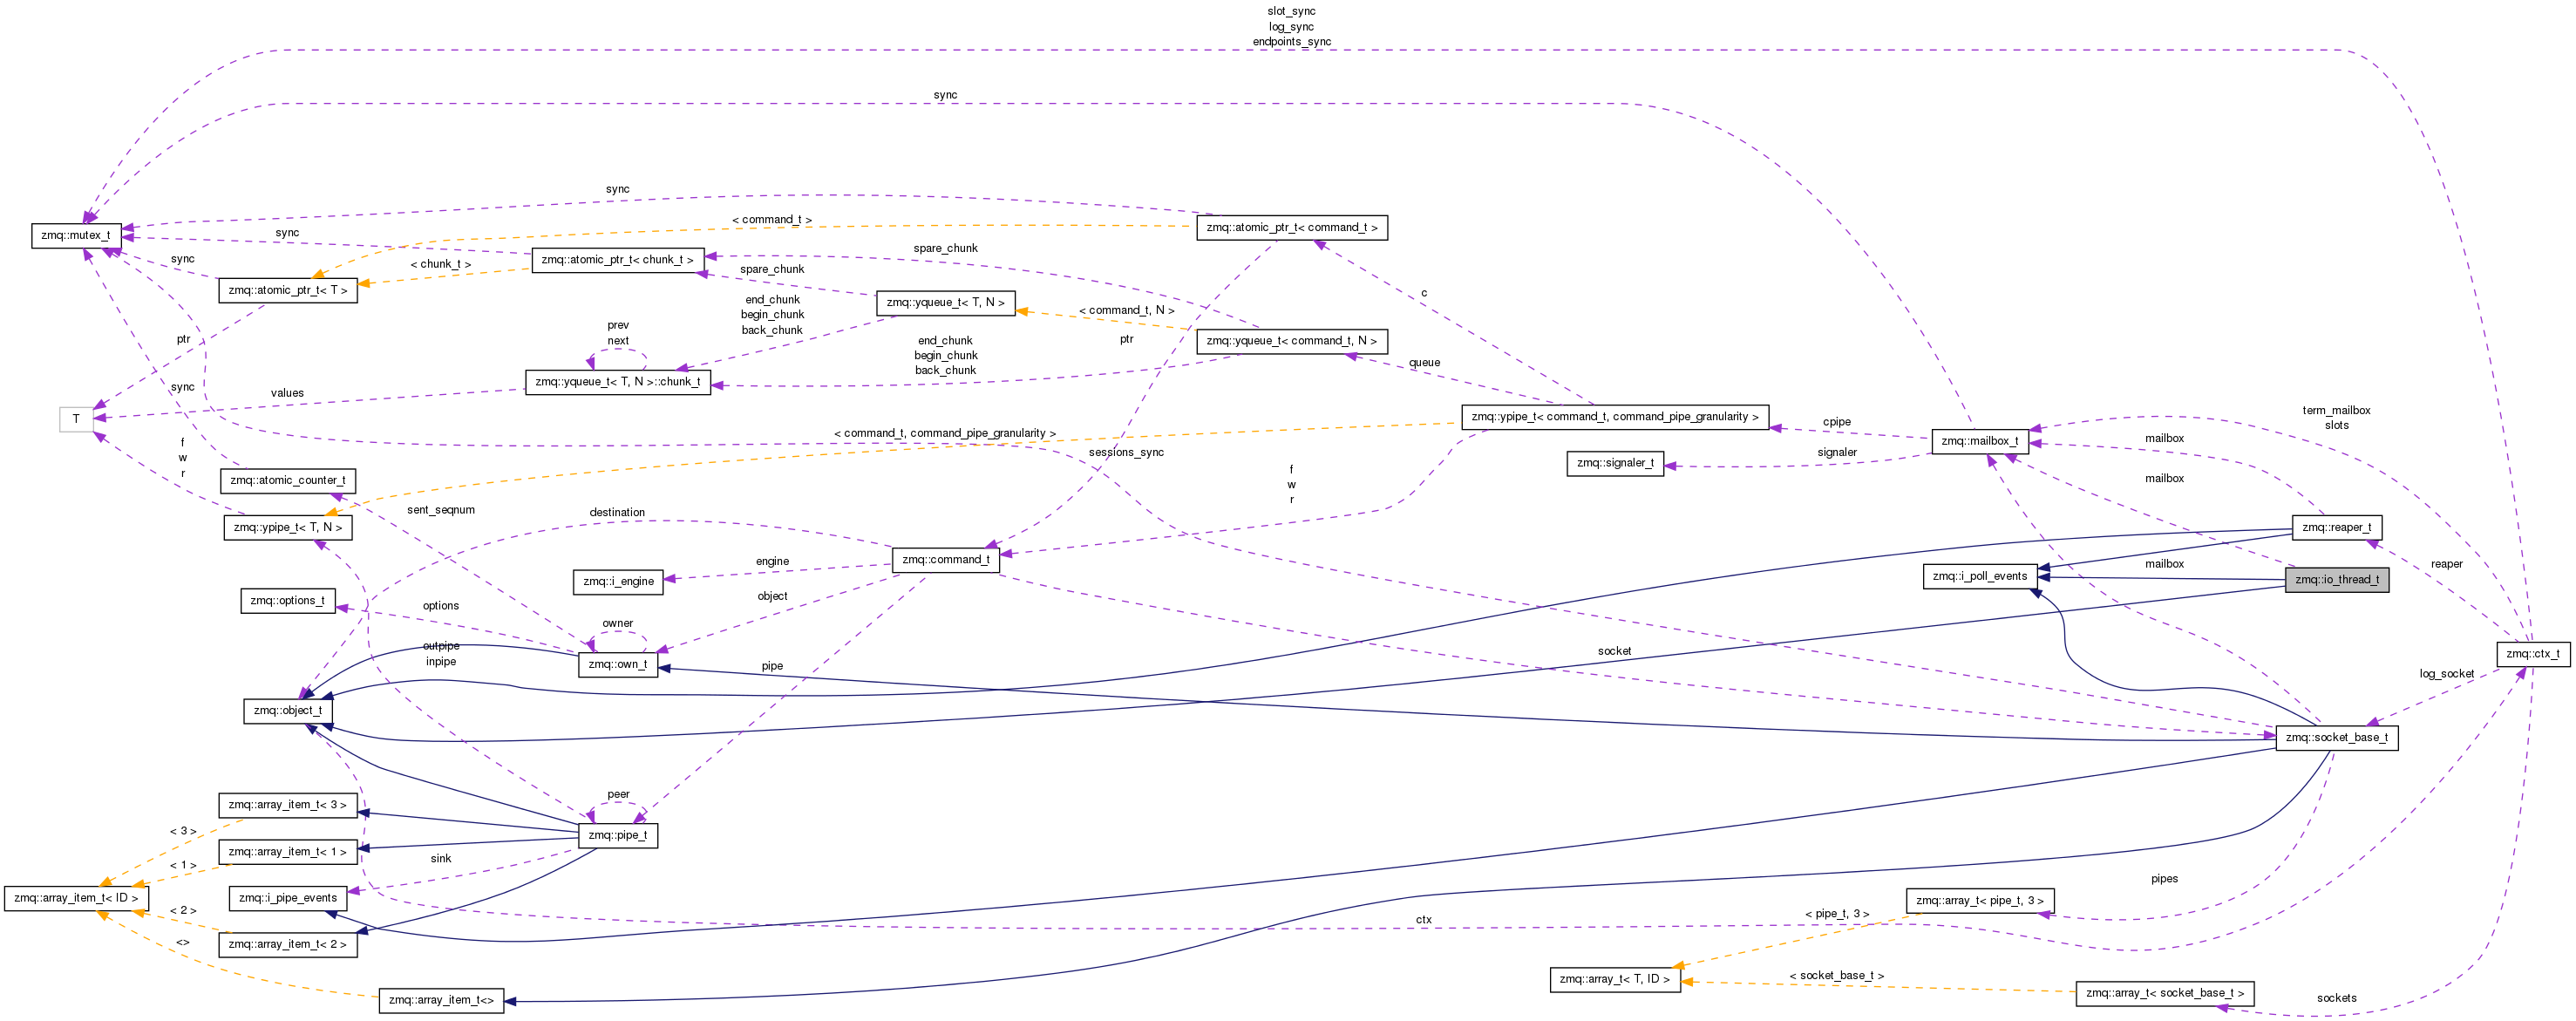 slot_sync
log_sync
endpoints_sync
sync
sync
< command_t >
zmq::atomic_ptr_t< command_t >
zmq::mutex_t
sync
spare_chunk
zmq::atomic_ptr_t< chunk_t >
sync
< chunk_t >
spare_chunk
zmq::atomic_ptr_t< T >
c
end_chunk
begin_chunk
back_chunk
zmq::yqueue_t< T, N >
< command_t, N >
prev
next
ptr
ptr
zmq::yqueue_t< command_t, N >
end_chunk
begin_chunk
back_chunk
queue
zmq::yqueue_t< T, N >::chunk_t
sync
values
T
zmq::ypipe_t< command_t, command_pipe_granularity >
term_mailbox
slots
cpipe
< command_t, command_pipe_granularity >
zmq::mailbox_t
mailbox
f
w
r
sessions_sync
signaler
zmq::signaler_t
f
w
r
zmq::atomic_counter_t
mailbox
sent_seqnum
destination
zmq::ypipe_t< T, N >
zmq::reaper_t
zmq::command_t
engine
zmq::i_engine
mailbox
reaper
zmq::i_poll_events
zmq::io_thread_t
object
zmq::options_t
options
owner
outpipe
inpipe
zmq::own_t
pipe
socket
zmq::ctx_t
log_socket
zmq::object_t
zmq::socket_base_t
peer
zmq::array_item_t< 3 >
< 3 >
zmq::pipe_t
zmq::array_item_t< 1 >
sink
< 1 >
pipes
zmq::array_item_t< ID >
zmq::i_pipe_events
zmq::array_t< pipe_t, 3 >
< 2 >
ctx
< pipe_t, 3 >
<>
zmq::array_item_t< 2 >
zmq::array_t< T, ID >
< socket_base_t >
zmq::array_item_t<>
zmq::array_t< socket_base_t >
sockets